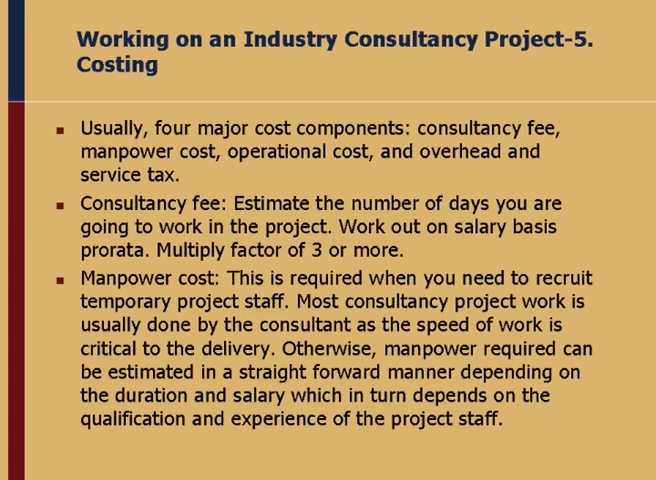 Working on an Industry Consultancy Project-5.
Costing
Usually, four major cost components: consultancy fee,
manpower cost, operational cost, and overhead and
service tax.
Consultancy fee: Estimate the number of days you are
going to work in the project. Work out on salary basis
prorata. Multiply factor of 3 or more.
Manpower cost: This is required when you need to recruit
temporary project staff. Most consultancy project work is
usually done by the consultant as the speed of work is
critical to the delivery. Otherwise, manpower required can
be estimated in a straight forward manner depending on
the duration and salary which in turn depends on the
qualification and experience of the project staff.